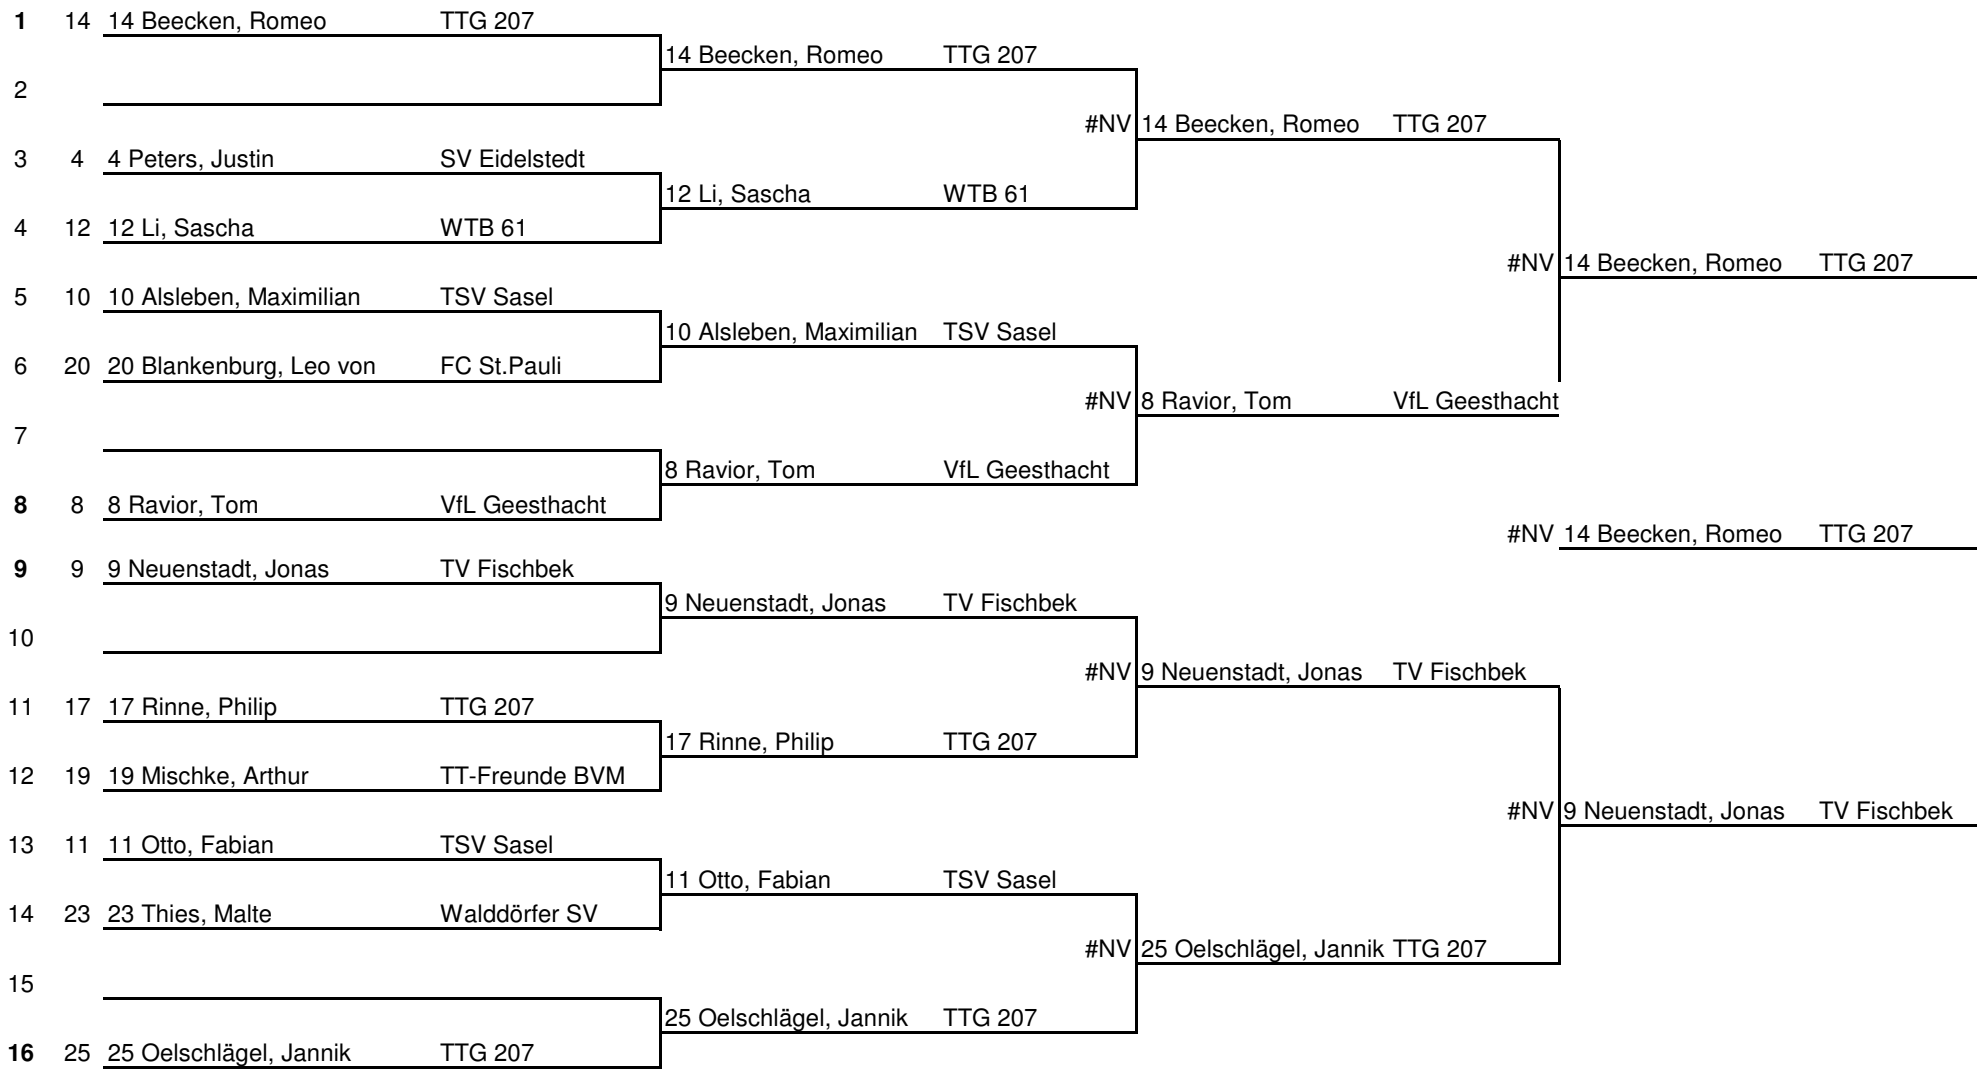 1 14 14 Beecken, Romeo TTG 207
14 Beecken, Romeo TTG 207
2
#NV 14 Beecken, Romeo TTG 207
3 4 4 Peters, Justin SV Eidelstedt
12 Li, Sascha WTB 61
4 12 12 Li, Sascha WTB 61
#NV 14 Beecken, Romeo TTG 207
5 10 10 Alsleben, Maximilian TSV Sasel
10 Alsleben, Maximilian TSV Sasel
6 20 20 Blankenburg, Leo von FC St.Pauli
#NV 8 Ravior, Tom VfL Geesthacht
7
8 Ravior, Tom VfL Geesthacht
8 8 8 Ravior, Tom VfL Geesthacht
#NV 14 Beecken, Romeo TTG 207
9 9 9 Neuenstadt, Jonas TV Fischbek
9 Neuenstadt, Jonas TV Fischbek
10
#NV 9 Neuenstadt, Jonas TV Fischbek
11 17 17 Rinne, Philip TTG 207
17 Rinne, Philip TTG 207
12 19 19 Mischke, Arthur TT-Freunde BVM
#NV 9 Neuenstadt, Jonas TV Fischbek
13 11 11 Otto, Fabian TSV Sasel
11 Otto, Fabian TSV Sasel
14 23 23 Thies, Malte Walddörfer SV
#NV 25 Oelschlägel, Jannik TTG 207
15
25 Oelschlägel, Jannik TTG 207
16 25 25 Oelschlägel, Jannik TTG 207